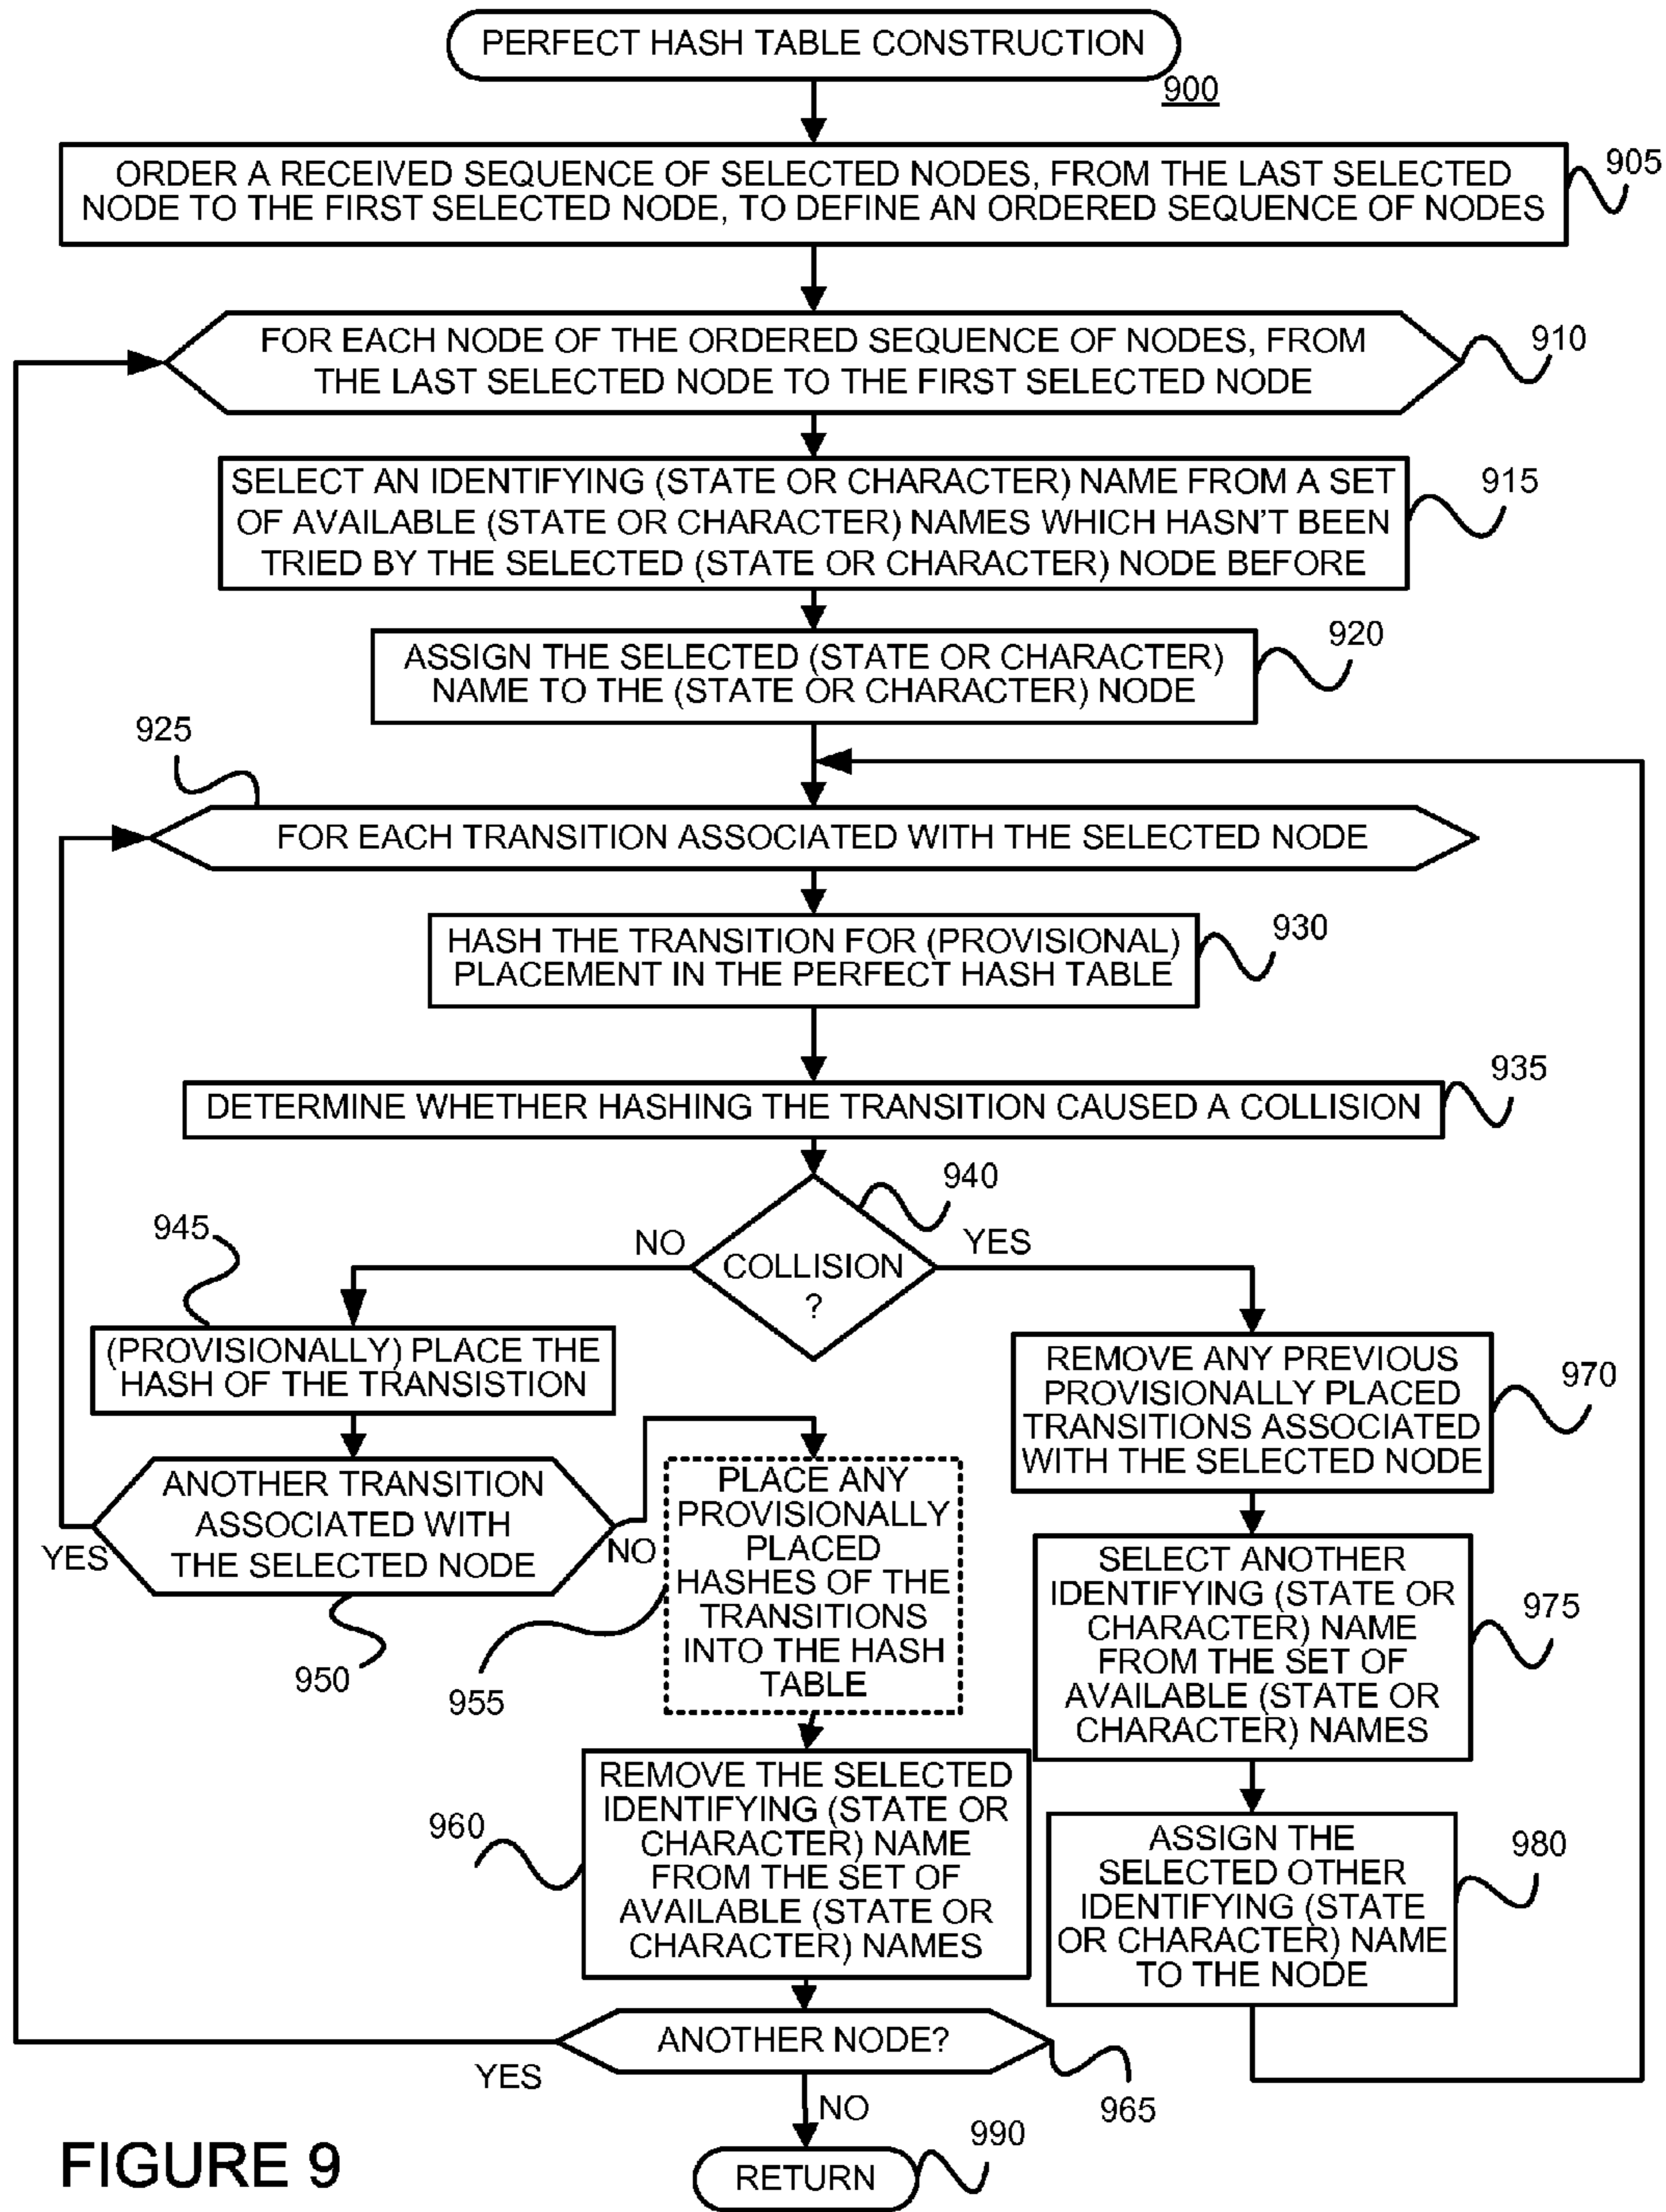 PERFECT HASH TABLE CONSTRUCTION
900
ORDER A RECEIVED SEQUENCE OF SELECTED NODES, FROM THE LAST SELECTED
NODE TO THE FIRST SELECTED NODE, TO DEFINE AN ORDERED SEQUENCE OF NODES
905
FOR EACH NODE OF THE ORDERED SEQUENCE OF NODES, FROM
THE LAST SELECTED NODE TO THE FIRST SELECTED NODE
910
SELECT AN IDENTIFYING (STATE OR CHARACTER) NAME FROM A SET
OF AVAILABLE (STATE OR CHARACTER) NAMES WHICH HASN'T BEEN
TRIED BY THE SELECTED (STATE OR CHARACTER) NODE BEFORE
915
ASSIGN THE SELECTED (STATE OR CHARACTER)
NAME TO THE (STATE OR CHARACTER) NODE
920
925
FOR EACH TRANSITION ASSOCIATED WITH THE SELECTED NODE
HASH THE TRANSITION FOR (PROVISIONAL)
PLACEMENT IN THE PERFECT HASH TABLE
930
DETERMINE WHETHER HASHING THE TRANSITION CAUSED A COLLISION
935
940
COLLISION
?
NO
YES
945
(PROVISIONALLY) PLACE THE
HASH OF THE TRANSISTION
ANOTHER TRANSITION
ASSOCIATED WITH
THE SELECTED NODE
YES
NO
950
PLACE ANY
PROVISIONALLY
PLACED
HASHES OF THE
TRANSITIONS
INTO THE HASH
TABLE
955
REMOVE THE SELECTED
IDENTIFYING (STATE OR
CHARACTER) NAME
FROM THE SET OF
AVAILABLE (STATE OR
CHARACTER) NAMES
960
REMOVE ANY PREVIOUS
PROVISIONALLY PLACED
TRANSITIONS ASSOCIATED
WITH THE SELECTED NODE
970
SELECT ANOTHER
IDENTIFYING (STATE OR
CHARACTER) NAME
FROM THE SET OF
AVAILABLE (STATE OR
CHARACTER) NAMES
975
ASSIGN THE
SELECTED OTHER
IDENTIFYING (STATE
OR CHARACTER) NAME
TO THE NODE
980
ANOTHER NODE?
YES
NO
965
RETURN
990
FIGURE 9